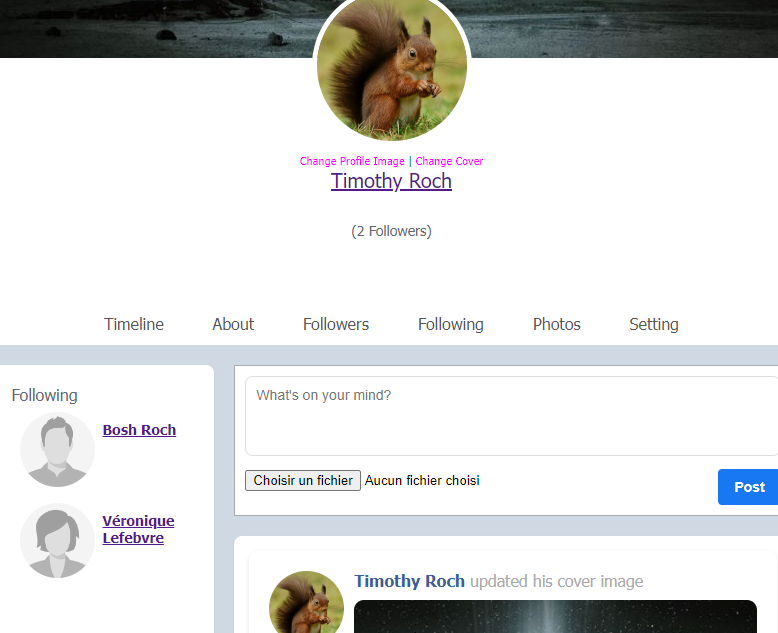 Change Profile Image | Change Cover
Timothy Roch
(2 Followers)
Timeline About Followers Following Photos Setting
Following
Bosh Roch
Véronique
Lefebvre
What's on your mind?
Choisir un fichier Aucun fichier choisi
Post
Timothy Roch updated his cover image